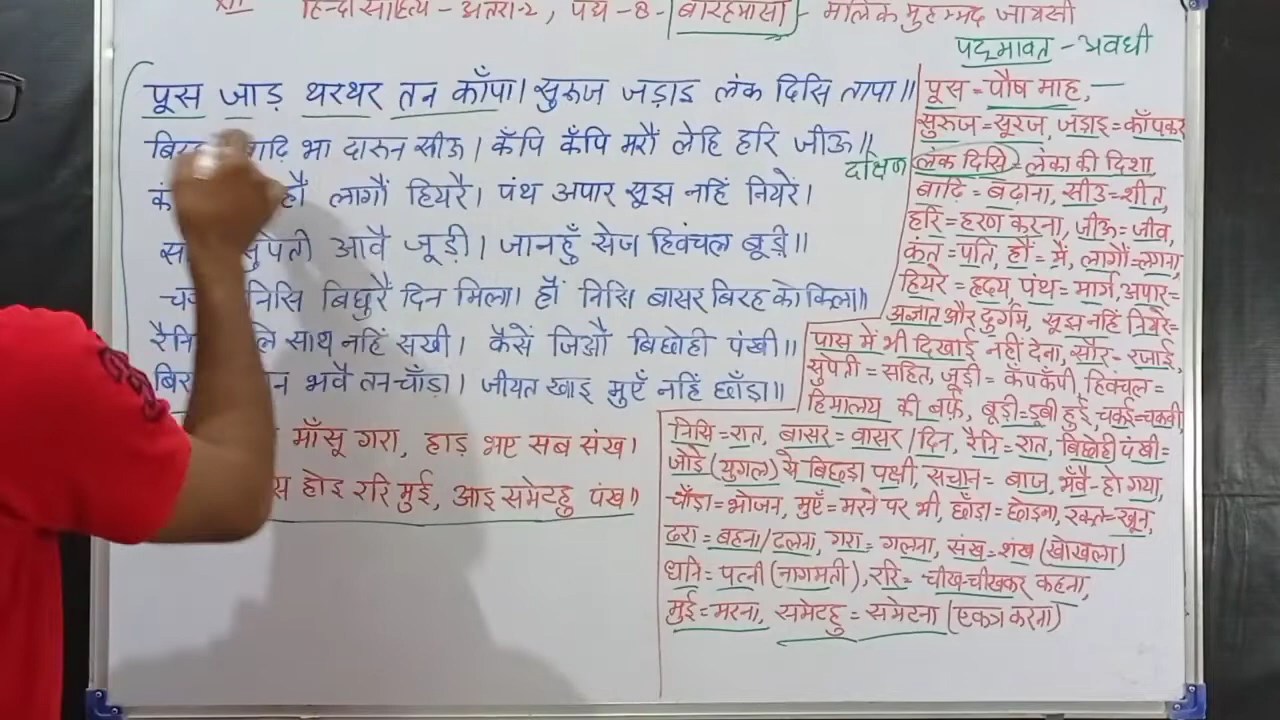 XII हिन्दी साहित्य - अंतरा-2, पद्य -8- बारहमासा - मलिक मुहम्मद जायसी
पद्मावत - अवधी
पूस जाड़ थरथर तन काँपा। सुरुज जड़ाइ लंक दिसि तापा॥
बाढ़ि भा दारुन सीऊ। कँपि कँपि मरौं लेहि हरि जीऊ॥
हौं लागौं हियरै। पंथ अपार सूझ नहिं नियरें।
सुपेती आवै जूड़ी। जानहुँ सेज हिवंचल बूड़ी॥
निसि बिछुरै दिन मिला। हौं निसि बासर बिरह कोकिला॥
साथ नहिं सखी। कैसें जिऔं बिछोही पंखी॥
भवै तन चाँड़ा। जीयत खाइ मुएँ नहिं छाँड़ा॥
माँसू गरा, हाड़ भए सब संख।
होइ ररि मुई, आइ समेटहु पंख॥
पूस = पौष माह, —
सुरुज = सूरज, जड़ाइ = काँपकर
दक्षिण लंक दिसि = लंका की दिशा
बाढ़ि = बढ़ाना, सीउ = शीत,
हरि = हरण करना, जीऊ = जीव,
कंत = पति, हौं = मैं, लागौं = लगना,
हियरे = हृदय, पंथ = मार्ग, अपार =
अज्ञात और दुर्गम, सूझ नहिं नियरे =
पास में भी दिखाई नहीं देना, सौर = रजाई,
सुपेती = सहित, जूड़ी = कँपकँपी, हिवंचल =
हिमालय की बर्फ, बूड़ी = डूबी हुई, चकई = चकवी,
निसि = रात, बासर = वासर / दिन, रैनि = रात, बिछोही पंखी =
जोड़े (युगल) से बिछड़ा पक्षी, सचान = बाज, भँवै = हो गया,
चाँड़ा = भोजन, मुएँ = मरने पर भी, छाँड़ा = छोड़ना, रकत = खून,
ढरा = बहना / ढलना, गरा = गलना, संख = शंख (खोखला)
धनि = पत्नी (नागमती), ररि = चीख-चीखकर कहना,
मुई = मरना, समेटहु = समेटना (एकत्र करना)